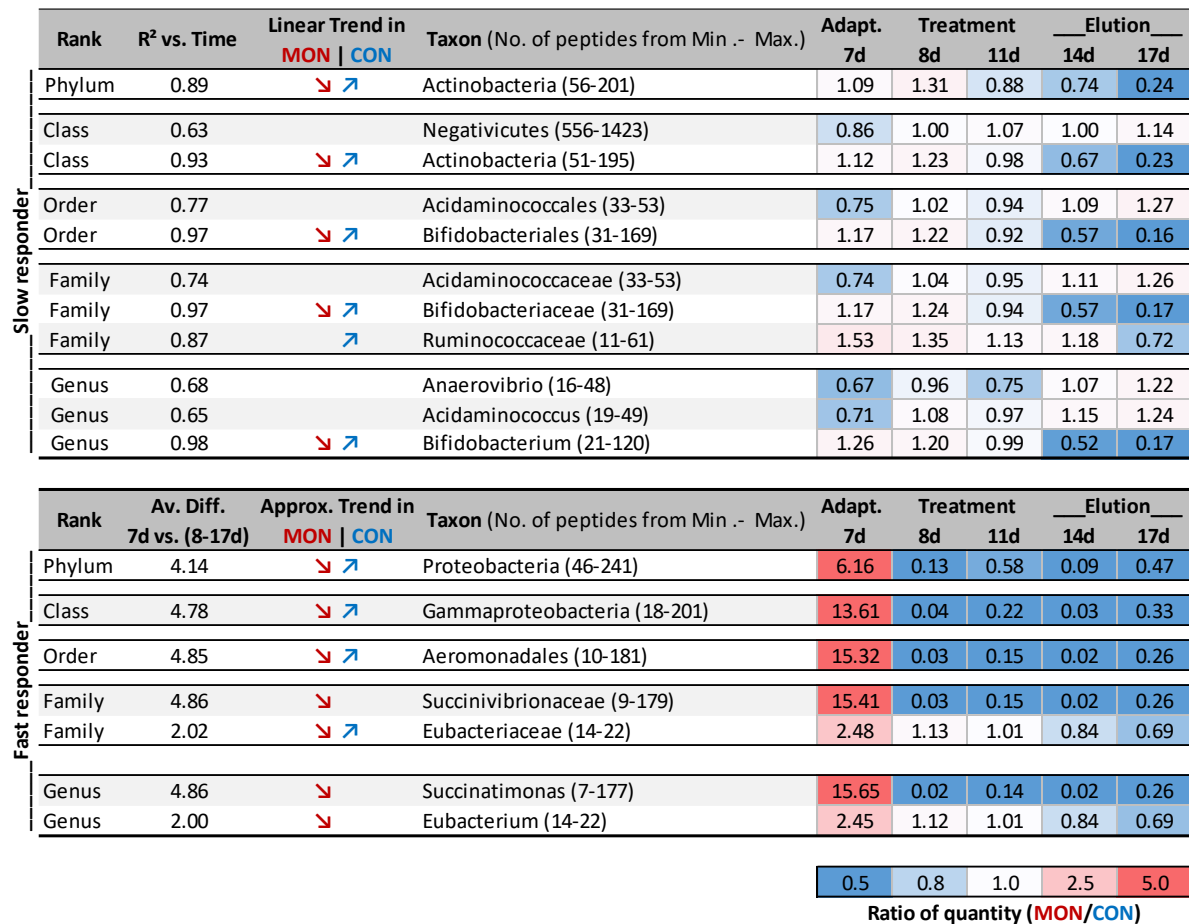 Rank R² vs. Time Linear Trend in MON | CON Taxon (No. of peptides from Min .- Max.) Adapt. 7d Treatment 8d 11d ___Elution___ 14d 17d
Slow responder
Phylum 0.89 ↘ ↗ Actinobacteria (56-201) 1.09 1.31 0.88 0.74 0.24
Class 0.63 Negativicutes (556-1423) 0.86 1.00 1.07 1.00 1.14
Class 0.93 ↘ ↗ Actinobacteria (51-195) 1.12 1.23 0.98 0.67 0.23
Order 0.77 Acidaminococcales (33-53) 0.75 1.02 0.94 1.09 1.27
Order 0.97 ↘ ↗ Bifidobacteriales (31-169) 1.17 1.22 0.92 0.57 0.16
Family 0.74 Acidaminococcaceae (33-53) 0.74 1.04 0.95 1.11 1.26
Family 0.97 ↘ ↗ Bifidobacteriaceae (31-169) 1.17 1.24 0.94 0.57 0.17
Family 0.87 ↗ Ruminococcaceae (11-61) 1.53 1.35 1.13 1.18 0.72
Genus 0.68 Anaerovibrio (16-48) 0.67 0.96 0.75 1.07 1.22
Genus 0.65 Acidaminococcus (19-49) 0.71 1.08 0.97 1.15 1.24
Genus 0.98 ↘ ↗ Bifidobacterium (21-120) 1.26 1.20 0.99 0.52 0.17
Rank Av. Diff. 7d vs. (8-17d) Approx. Trend in MON | CON Taxon (No. of peptides from Min .- Max.) Adapt. 7d Treatment 8d 11d ___Elution___ 14d 17d
Fast responder
Phylum 4.14 ↘ ↗ Proteobacteria (46-241) 6.16 0.13 0.58 0.09 0.47
Class 4.78 ↘ ↗ Gammaproteobacteria (18-201) 13.61 0.04 0.22 0.03 0.33
Order 4.85 ↘ ↗ Aeromonadales (10-181) 15.32 0.03 0.15 0.02 0.26
Family 4.86 ↘ Succinivibrionaceae (9-179) 15.41 0.03 0.15 0.02 0.26
Family 2.02 ↘ ↗ Eubacteriaceae (14-22) 2.48 1.13 1.01 0.84 0.69
Genus 4.86 ↘ Succinatimonas (7-177) 15.65 0.02 0.14 0.02 0.26
Genus 2.00 ↘ Eubacterium (14-22) 2.45 1.12 1.01 0.84 0.69
0.5 0.8 1.0 2.5 5.0
Ratio of quantity (MON/CON)